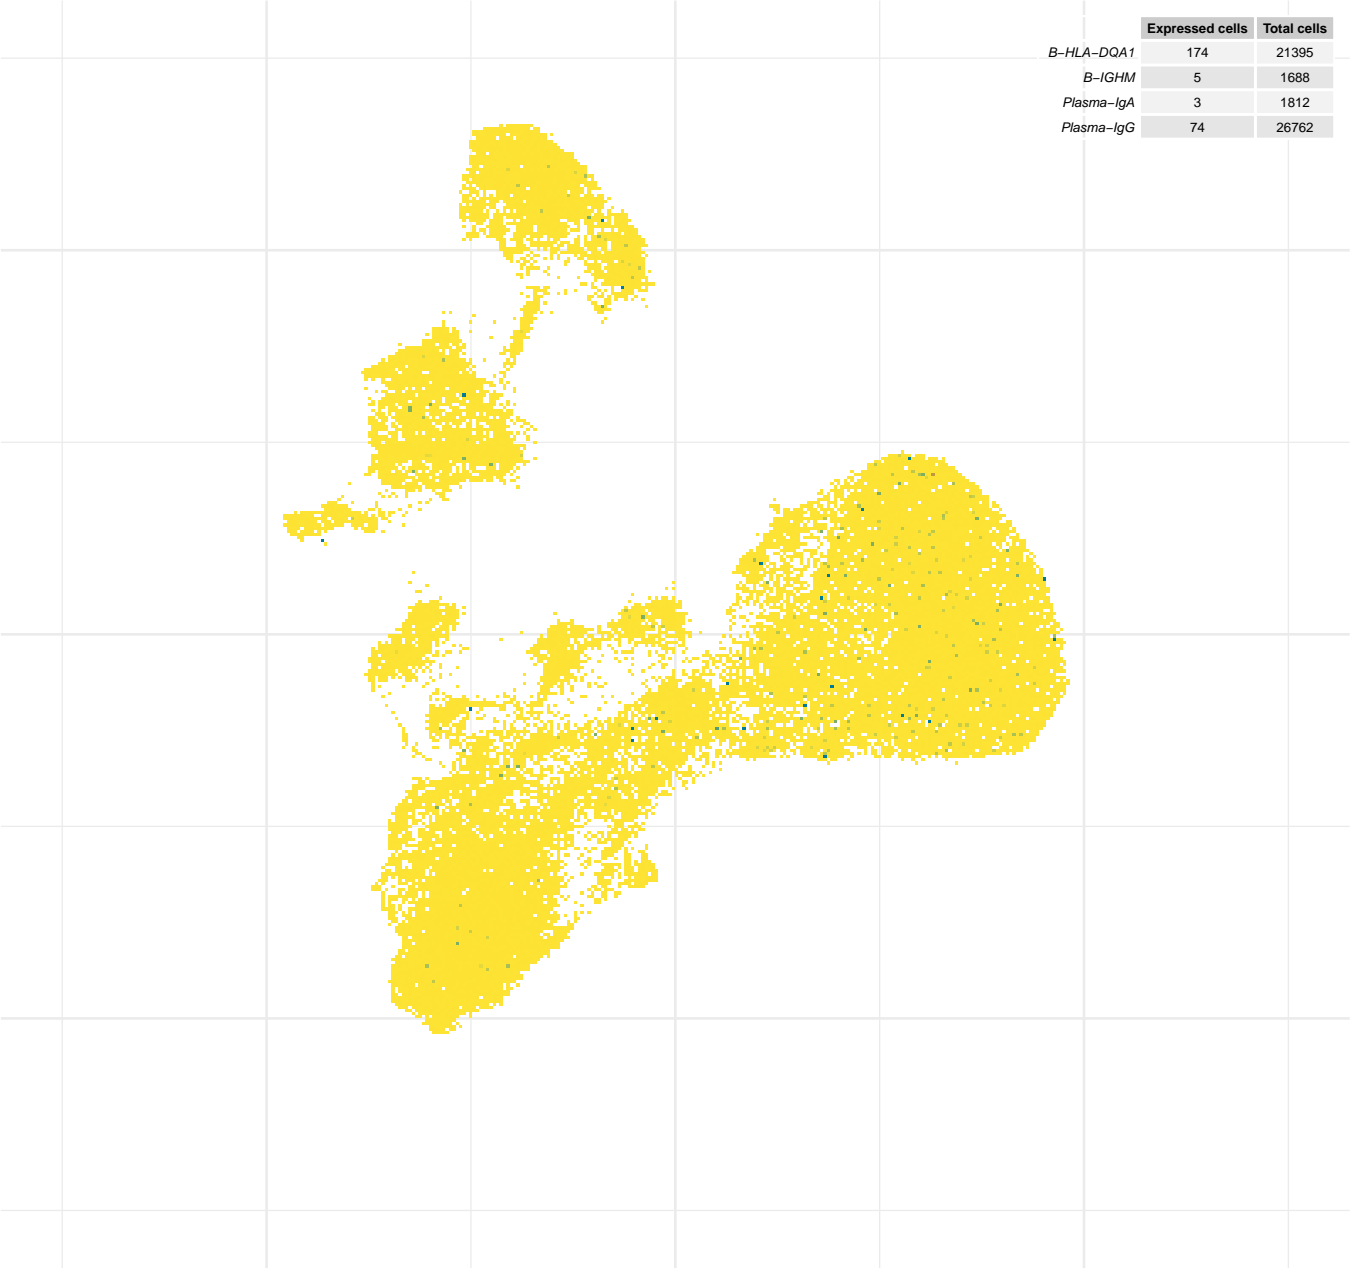 Expressed cells Total cells
B−HLA−DQA1 174 21395
B−IGHM 5 1688
Plasma−IgA 3 1812
Plasma−IgG 74 26762